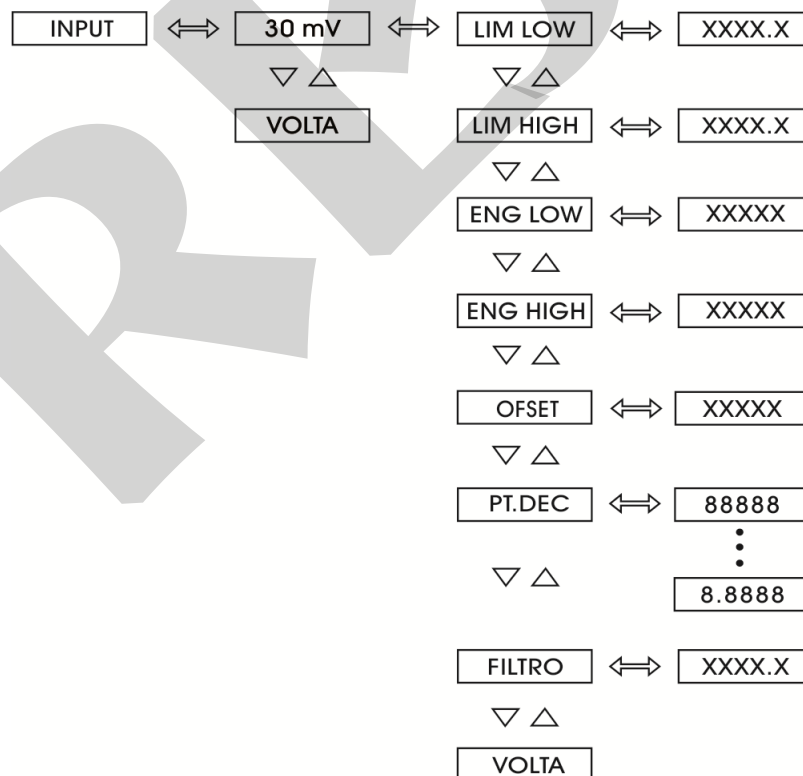 INPUT 30 mV LIM LOW XXXX.X
VOLTA LIM HIGH XXXX.X
ENG LOW XXXXX
ENG HIGH XXXXX
OFSET XXXXX
PT.DEC 88888
8.8888
FILTRO XXXX.X
VOLTA